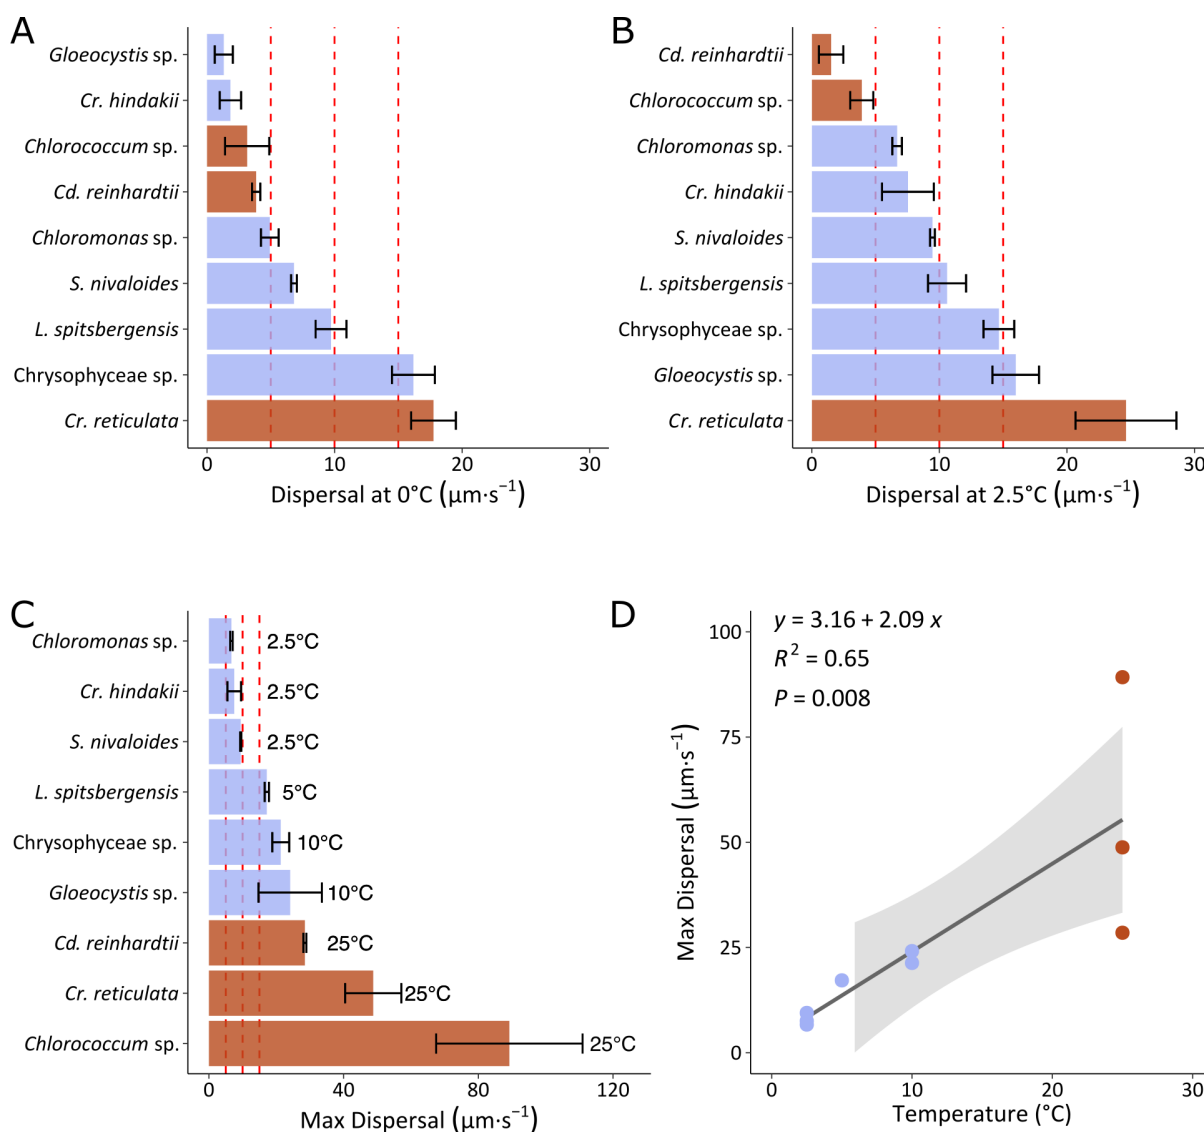 A
Gloeocystis sp.
Cr. hindakii
Chlorococcum sp.
Cd. reinhardtii
Chloromonas sp.
S. nivaloides
L. spitsbergensis
Chrysophyceae sp.
Cr. reticulata
0 10 20 30
Dispersal at 0°C (µm·s⁻¹)
B
Cd. reinhardtii
Chlorococcum sp.
Chloromonas sp.
Cr. hindakii
S. nivaloides
L. spitsbergensis
Chrysophyceae sp.
Gloeocystis sp.
Cr. reticulata
0 10 20 30
Dispersal at 2.5°C (µm·s⁻¹)
C
Chloromonas sp. 2.5°C
Cr. hindakii 2.5°C
S. nivaloides 2.5°C
L. spitsbergensis 5°C
Chrysophyceae sp. 10°C
Gloeocystis sp. 10°C
Cd. reinhardtii 25°C
Cr. reticulata 25°C
Chlorococcum sp. 25°C
0 40 80 120
Max Dispersal (µm·s⁻¹)
D
y = 3.16 + 2.09 x
R² = 0.65
P = 0.008
100
75
50
25
0
Max Dispersal (µm·s⁻¹)
0 10 20 30
Temperature (°C)